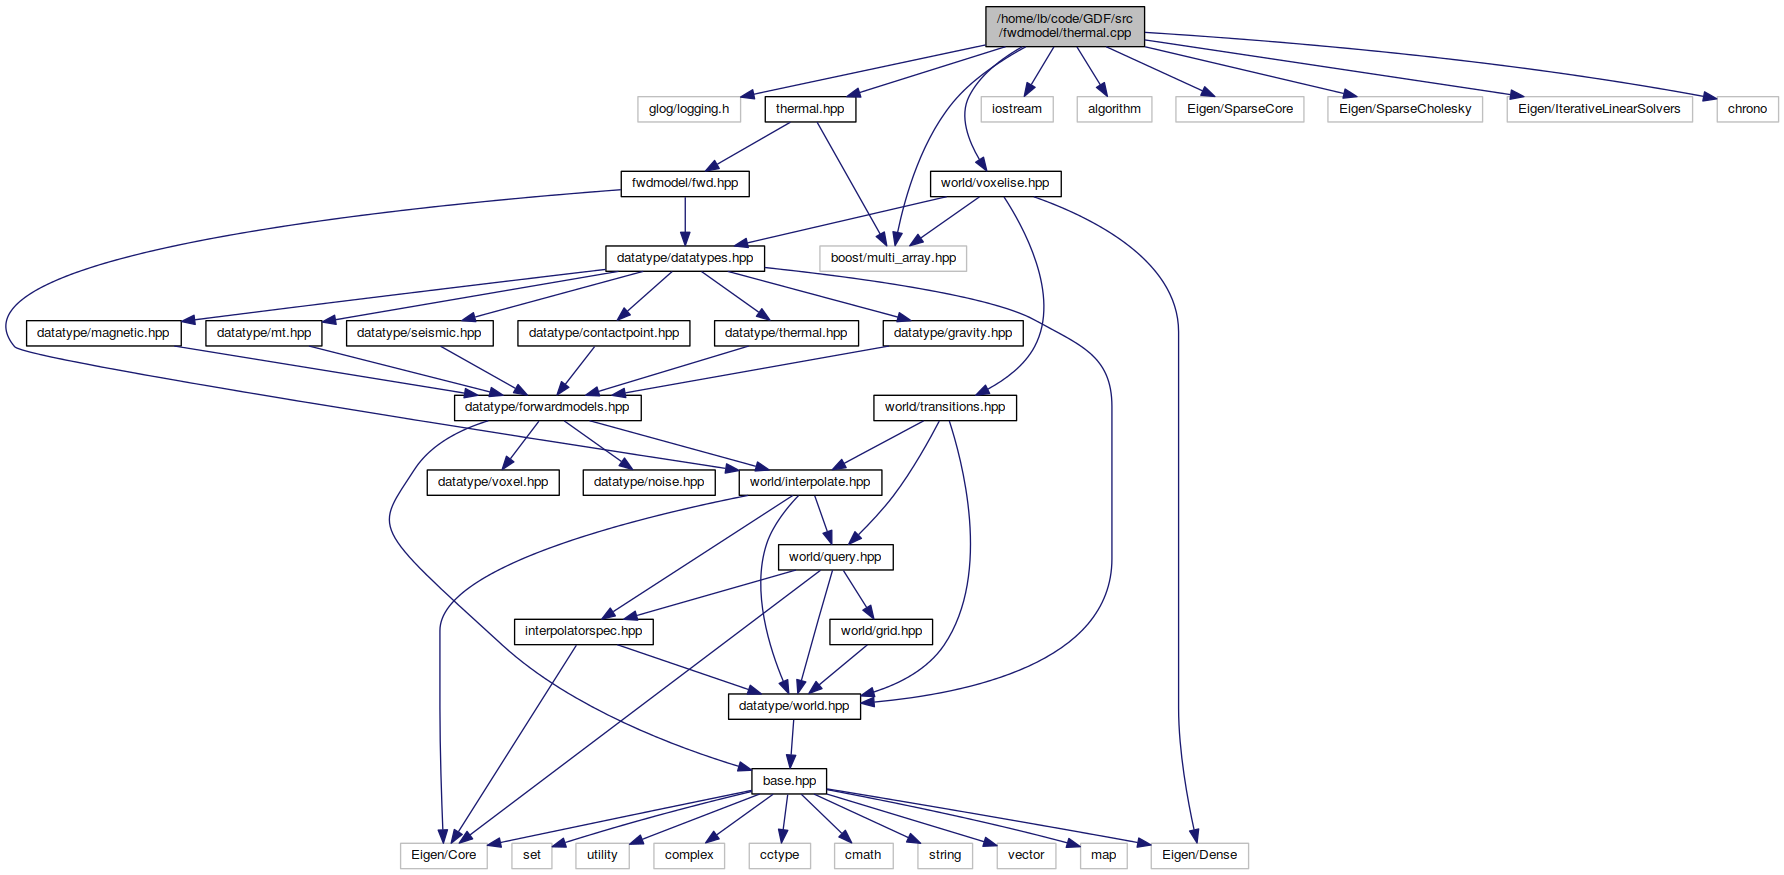 /home/lb/code/GDF/src
/fwdmodel/thermal.cpp
glog/logging.h
thermal.hpp
iostream
algorithm
Eigen/SparseCore
Eigen/SparseCholesky
Eigen/IterativeLinearSolvers
chrono
fwdmodel/fwd.hpp
world/voxelise.hpp
datatype/datatypes.hpp
boost/multi_array.hpp
datatype/magnetic.hpp
datatype/mt.hpp
datatype/seismic.hpp
datatype/contactpoint.hpp
datatype/thermal.hpp
datatype/gravity.hpp
datatype/forwardmodels.hpp
world/transitions.hpp
datatype/voxel.hpp
datatype/noise.hpp
world/interpolate.hpp
world/query.hpp
interpolatorspec.hpp
world/grid.hpp
datatype/world.hpp
base.hpp
Eigen/Core
set
utility
complex
cctype
cmath
string
vector
map
Eigen/Dense